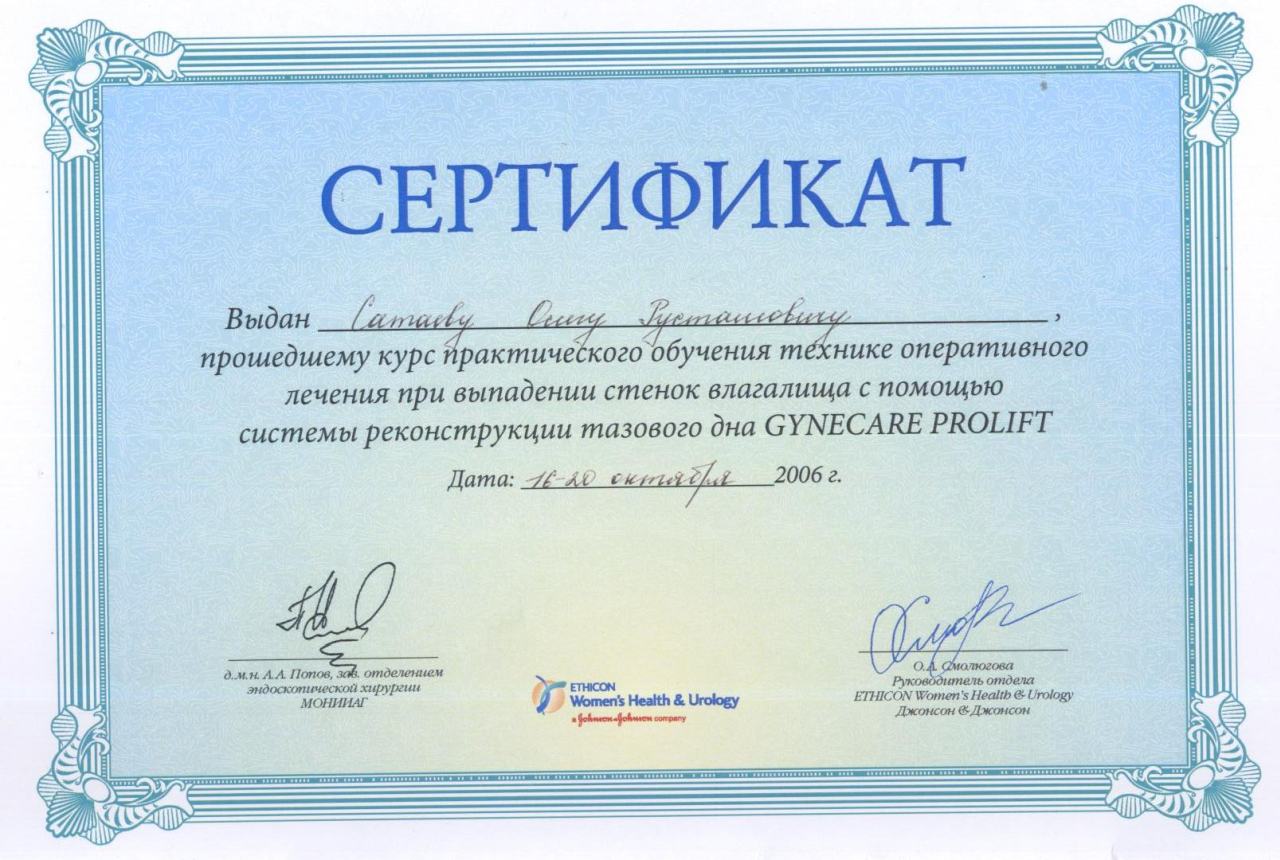 СЕРТИФИКАТ
Выдан Сатаеву Олегу Рустамовичу,
прошедшему курс практического обучения технике оперативного
лечения при выпадении стенок влагалища с помощью
системы реконструкции тазового дна GYNECARE PROLIFT
Дата: 16-20 октября 2006 г.
д.м.н. А.А. Попов, зав. отделением
эндоскопической хирургии
МОНИИАГ
ETHICON
Women's Health & Urology
a Johnson & Johnson company
О.А. Смолюгова
Руководитель отдела
ETHICON Women's Health & Urology
Джонсон & Джонсон